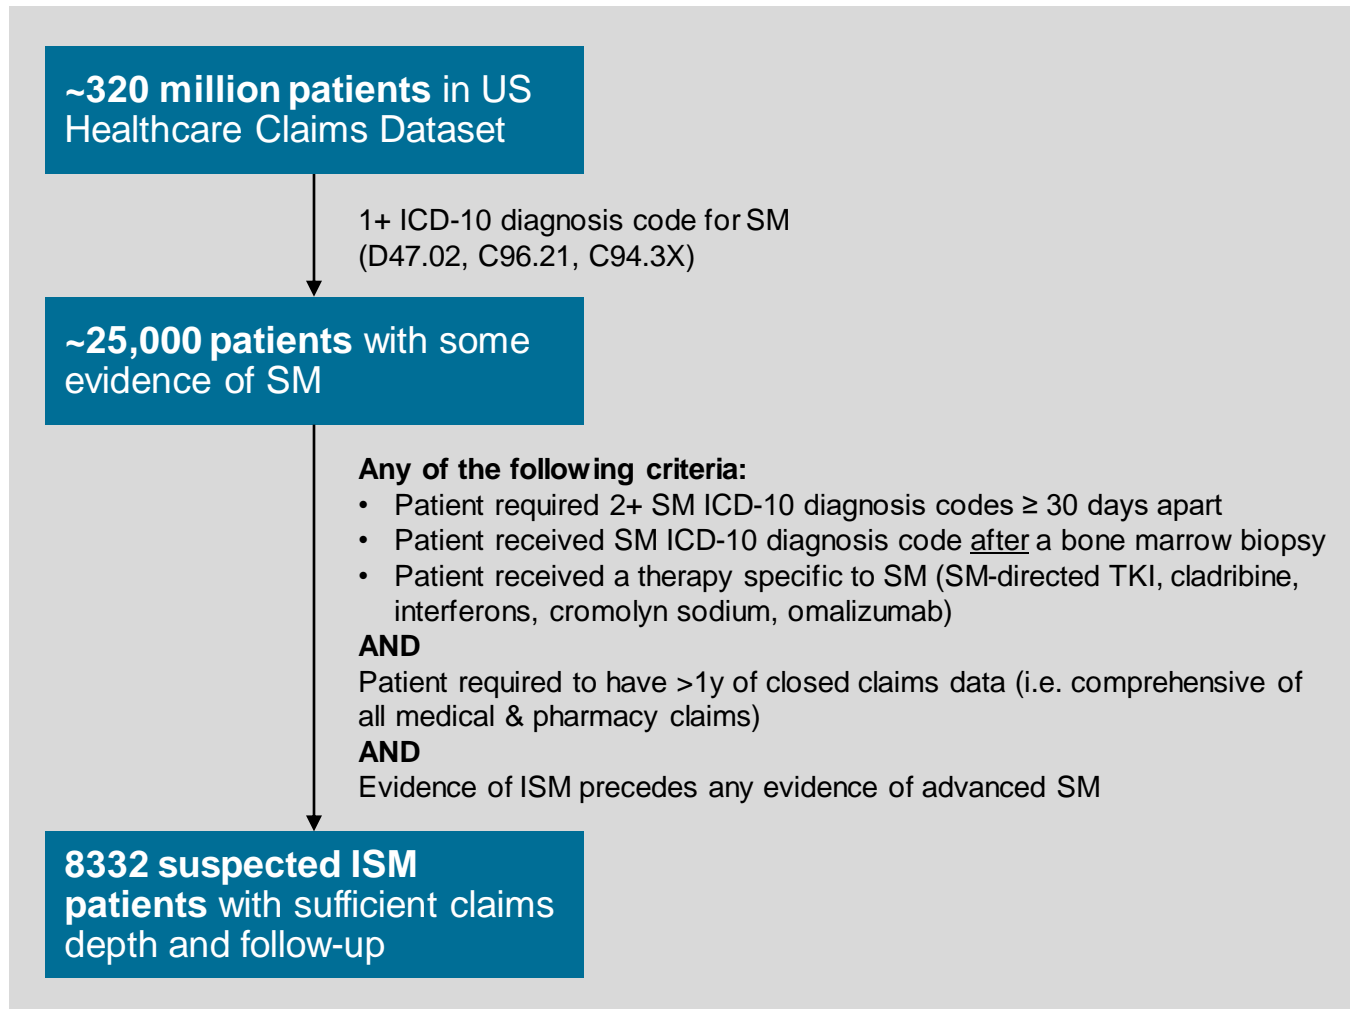 ~320 million patients in US
Healthcare Claims Dataset
1+ ICD-10 diagnosis code for SM
(D47.02, C96.21, C94.3X)
~25,000 patients with some
evidence of SM
Any of the following criteria:
• Patient required 2+ SM ICD-10 diagnosis codes ≥ 30 days apart
• Patient received SM ICD-10 diagnosis code after a bone marrow biopsy
• Patient received a therapy specific to SM (SM-directed TKI, cladribine,
interferons, cromolyn sodium, omalizumab)
AND
Patient required to have >1y of closed claims data (i.e. comprehensive of
all medical & pharmacy claims)
AND
Evidence of ISM precedes any evidence of advanced SM
8332 suspected ISM
patients with sufficient claims
depth and follow-up